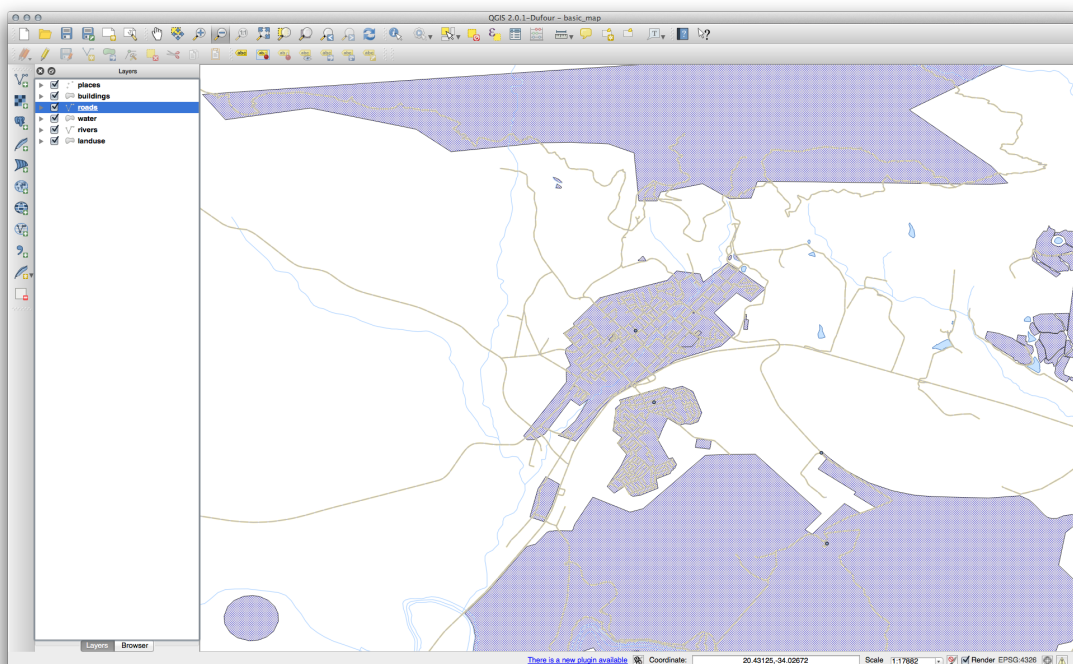 QGIS 2.0.1-Dufour – basic_map
Layers
places
buildings
roads
water
rivers
landuse
Layers Browser
There is a new plugin available Coordinate: 20.43125,-34.02672 Scale 1:17682 Render EPSG:4326